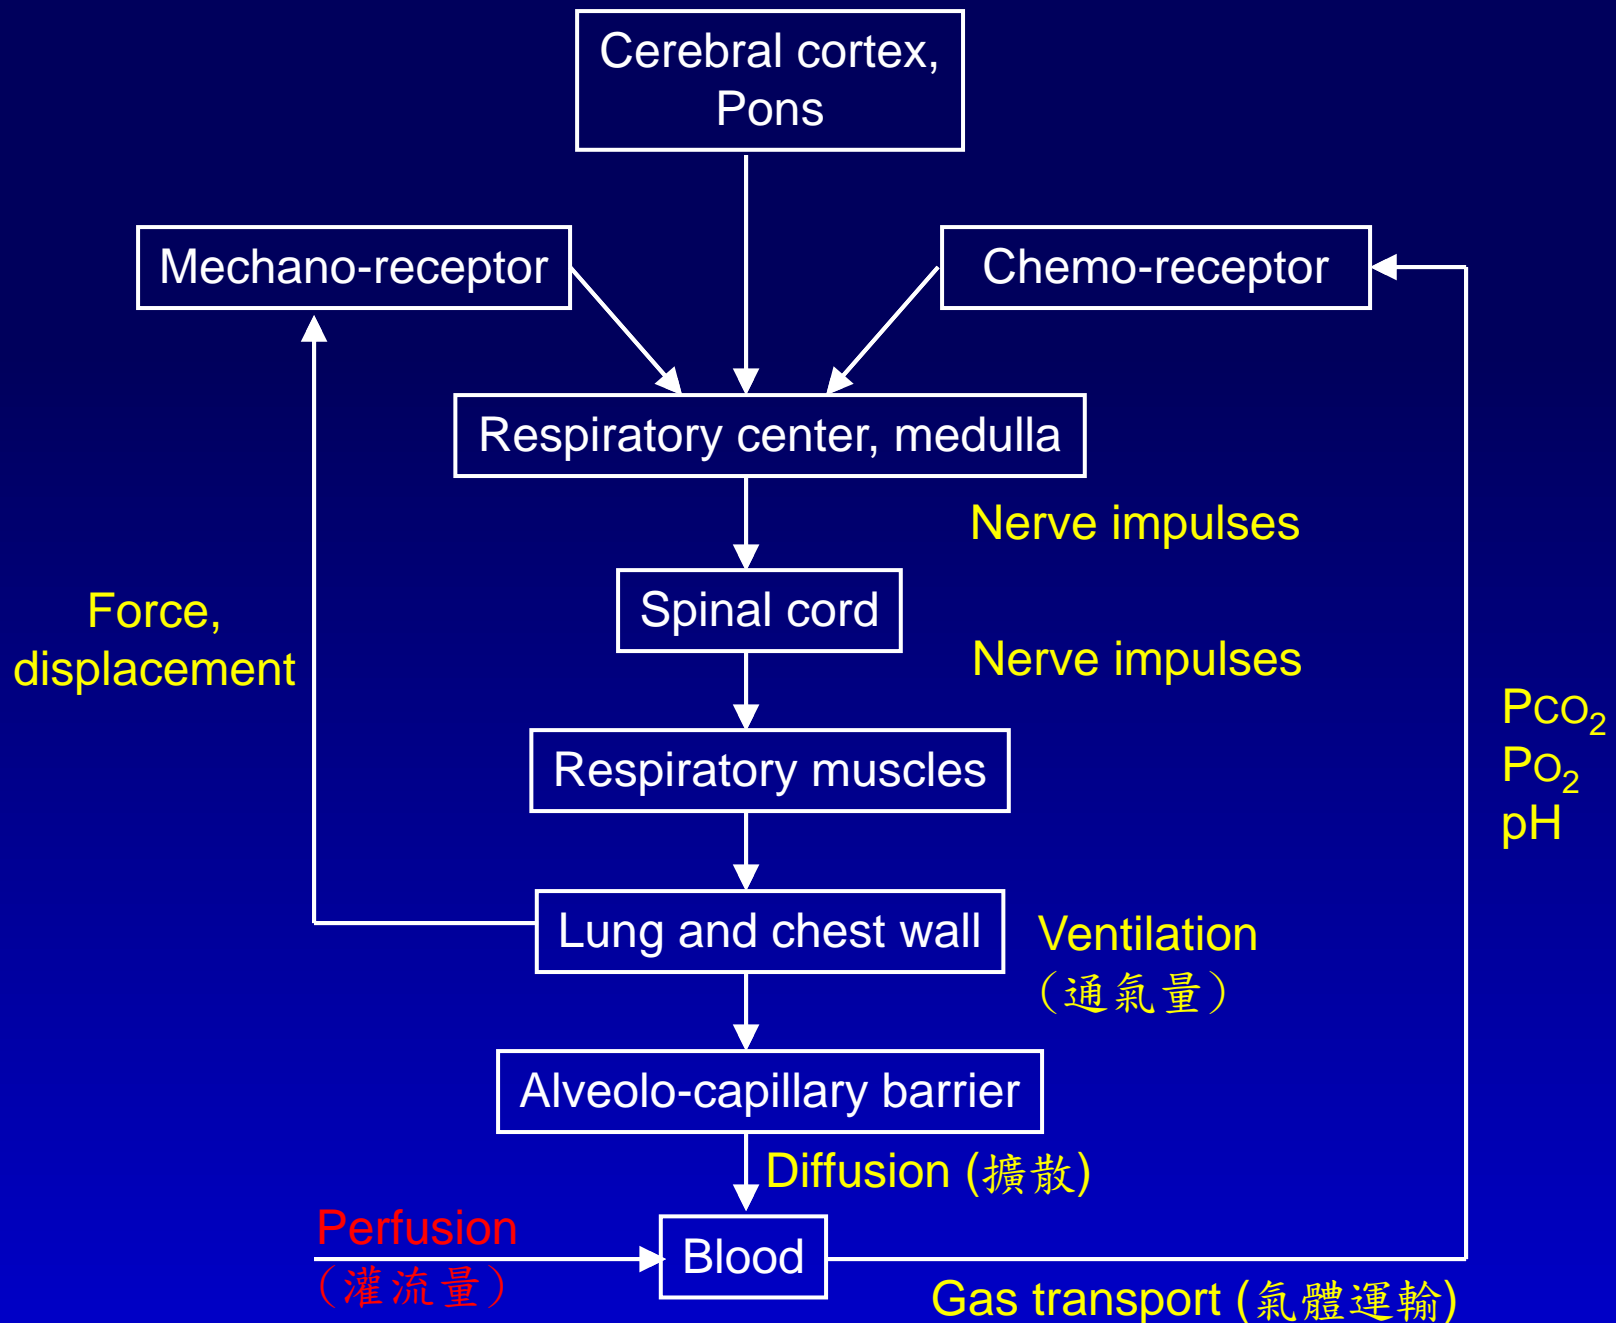 Cerebral cortex,
Pons
Mechano-receptor
Chemo-receptor
Respiratory center, medulla
Nerve impulses
Force,
displacement
Spinal cord
Nerve impulses
PCO₂
PO₂
pH
Respiratory muscles
Lung and chest wall
Ventilation
(通氣量)
Alveolo-capillary barrier
Diffusion (擴散)
Perfusion
(灌流量)
Blood
Gas transport (氣體運輸)